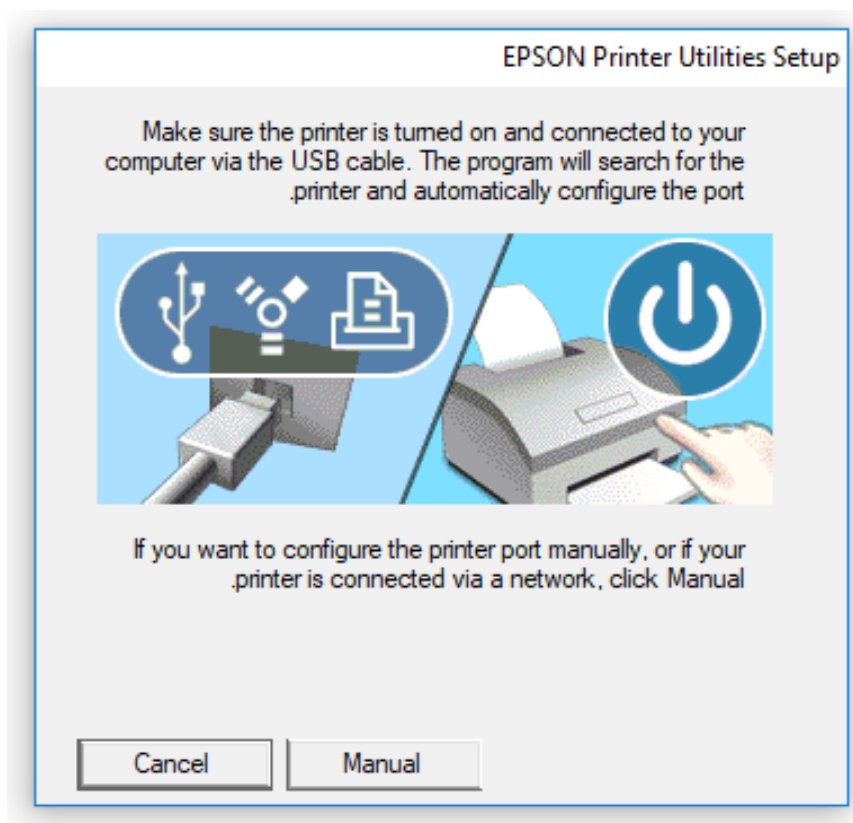 EPSON Printer Utilities Setup
Make sure the printer is turned on and connected to your
computer via the USB cable. The program will search for the
.printer and automatically configure the port
If you want to configure the printer port manually, or if your
.printer is connected via a network, click Manual
Cancel
Manual